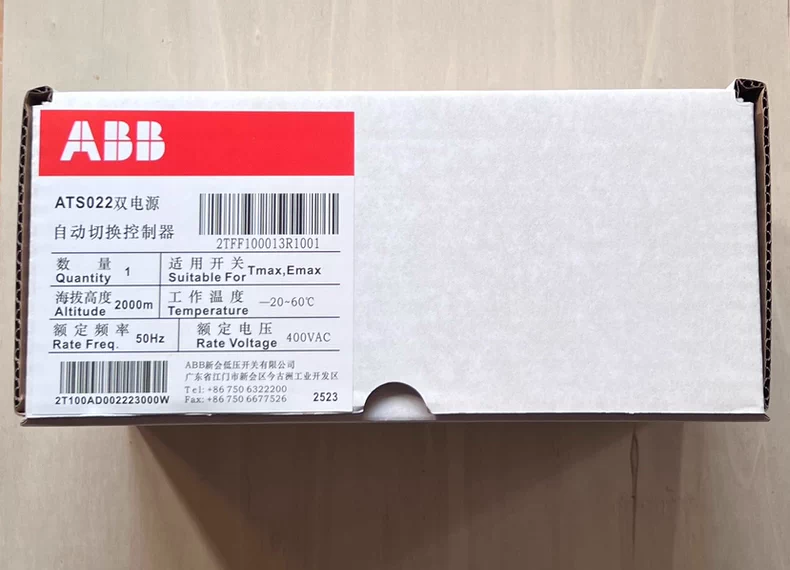 ABB
ATS022双电源
自动切换控制器
2TFF100013R1001
数 量
Quantity 1
适用开关
Suitable For Tmax,Emax
海拔高度
Altitude 2000m
工作温度
Temperature —20~60℃
额定频率
Rate Freq. 50Hz
额定电压
Rate Voltage 400VAC
2T100AD002223000W
ABB新会低压开关有限公司
广东省江门市新会区今古洲工业开发区
Tel:+86 750 6322200
Fax:+86 750 6677526
2523